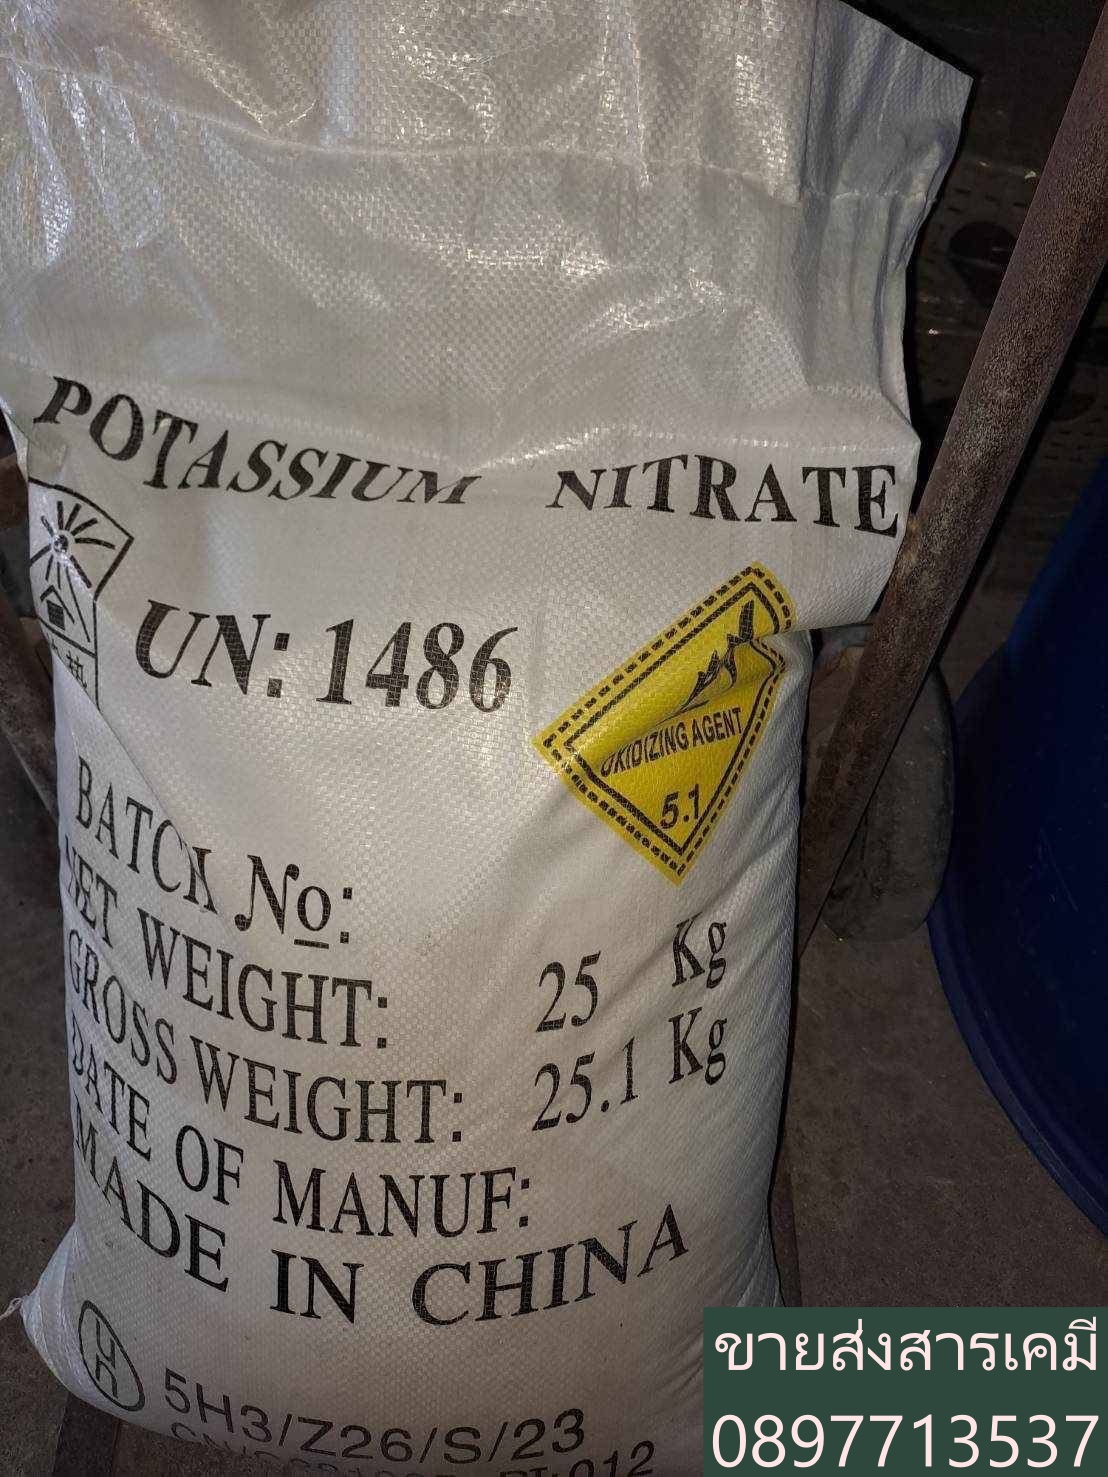 POTASSIUM NITRATE
UN: 1486
OXIDIZING AGENT
5.1
BATCH No:
NET WEIGHT: 25 Kg
GROSS WEIGHT: 25.1 Kg
DATE OF MANUF:
MADE IN CHINA
un
5H3/Z26/S/23
ขายส่งสารเคมี
0897713537